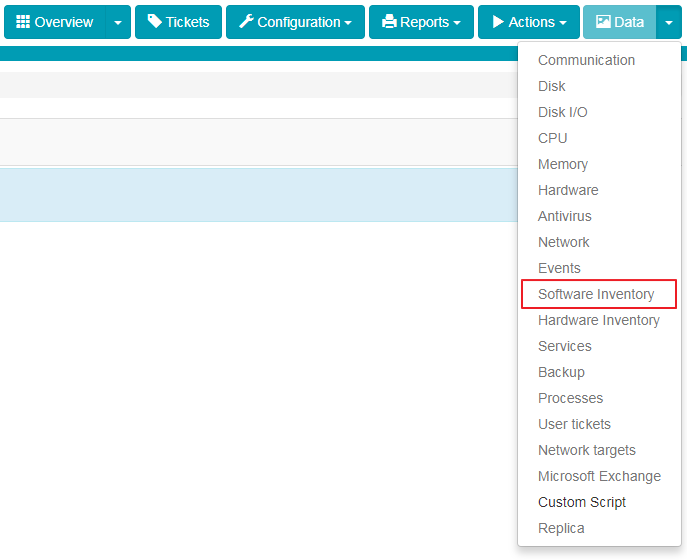 Overview Tickets Configuration Reports Actions Data
Communication
Disk
Disk I/O
CPU
Memory
Hardware
Antivirus
Network
Events
Software Inventory
Hardware Inventory
Services
Backup
Processes
User tickets
Network targets
Microsoft Exchange
Custom Script
Replica